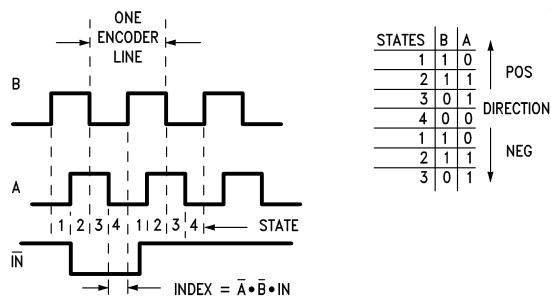 ONE
ENCODER
LINE
B
A
1 2 3 4 1 2 3 4 STATE
I̅N̅
INDEX = A̅•B̅•IN
STATES B A
1 1 0
2 1 1
3 0 1
4 0 0
1 1 0
2 1 1
3 0 1
POS
DIRECTION
NEG